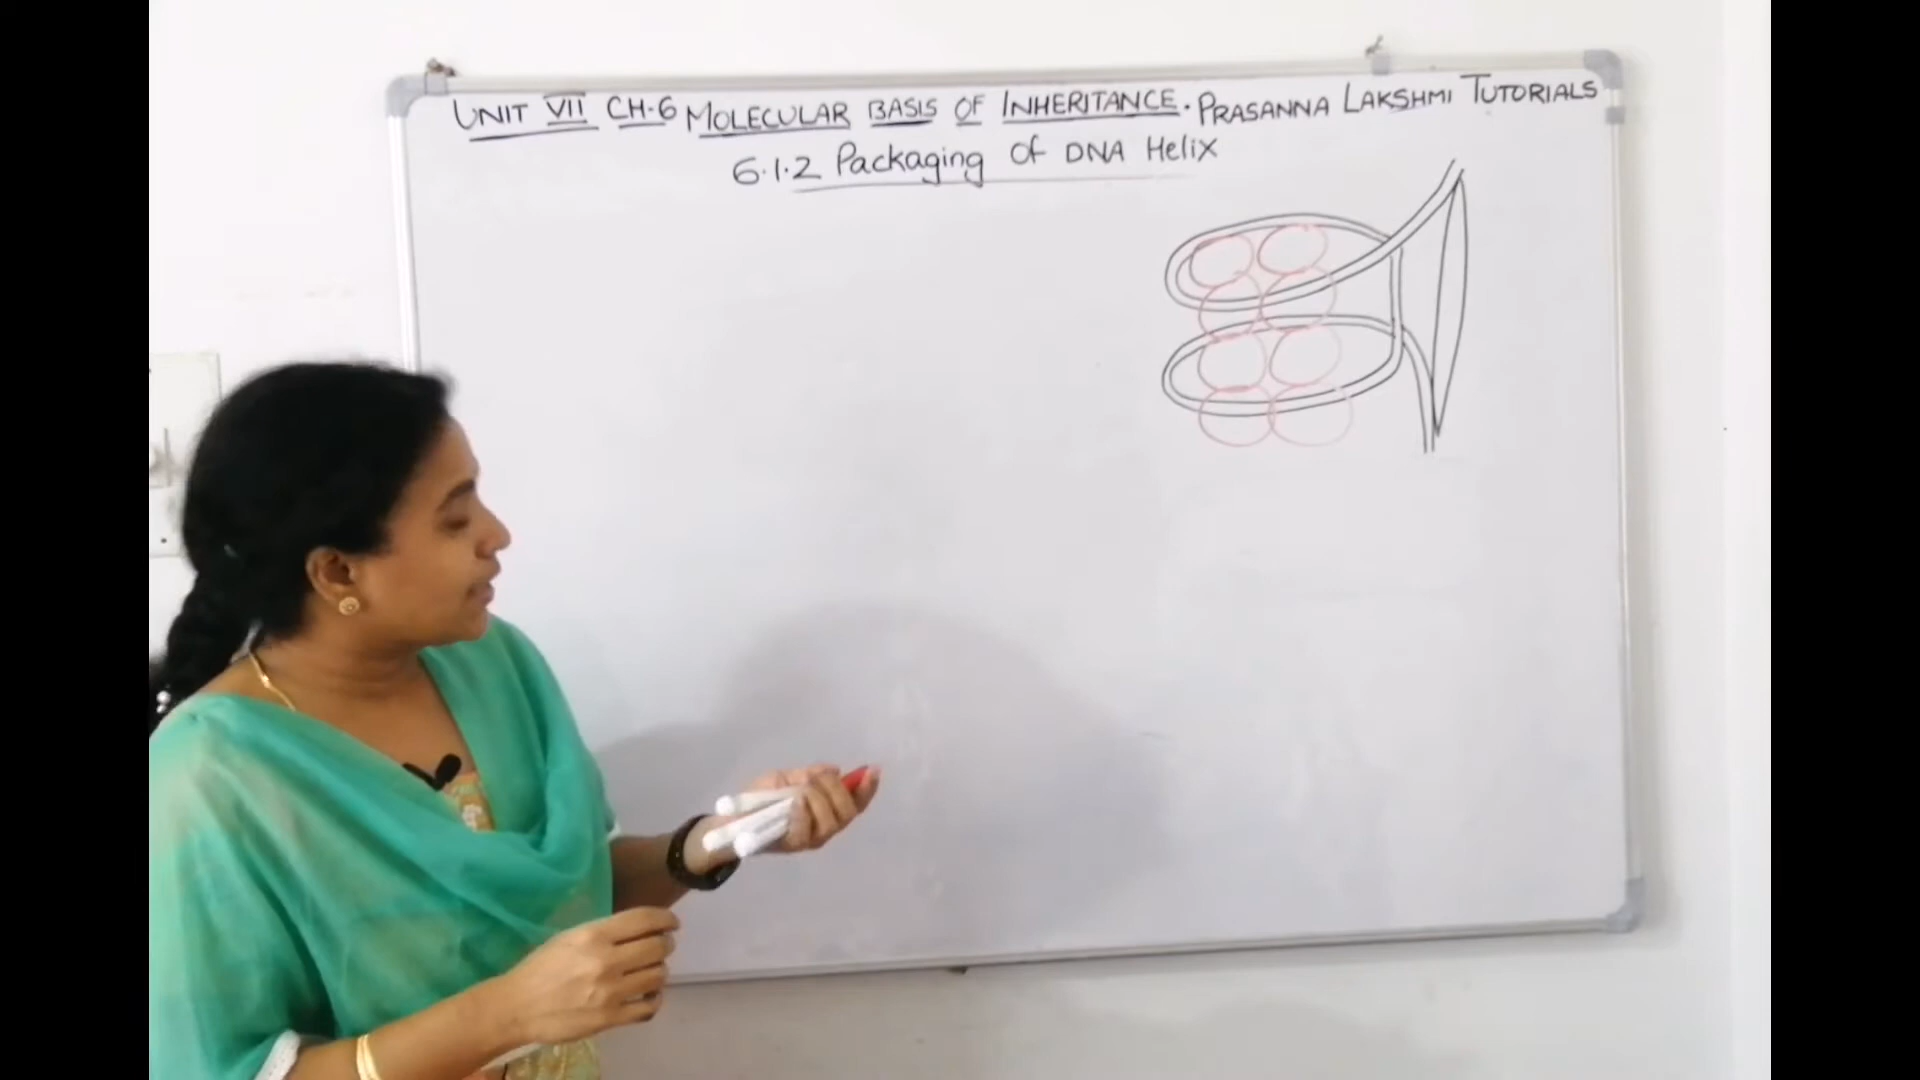 UNIT VII CH-6 MOLECULAR BASIS OF INHERITANCE. PRASANNA LAKSHMI TUTORIALS
6.1.2 Packaging Of DNA Helix